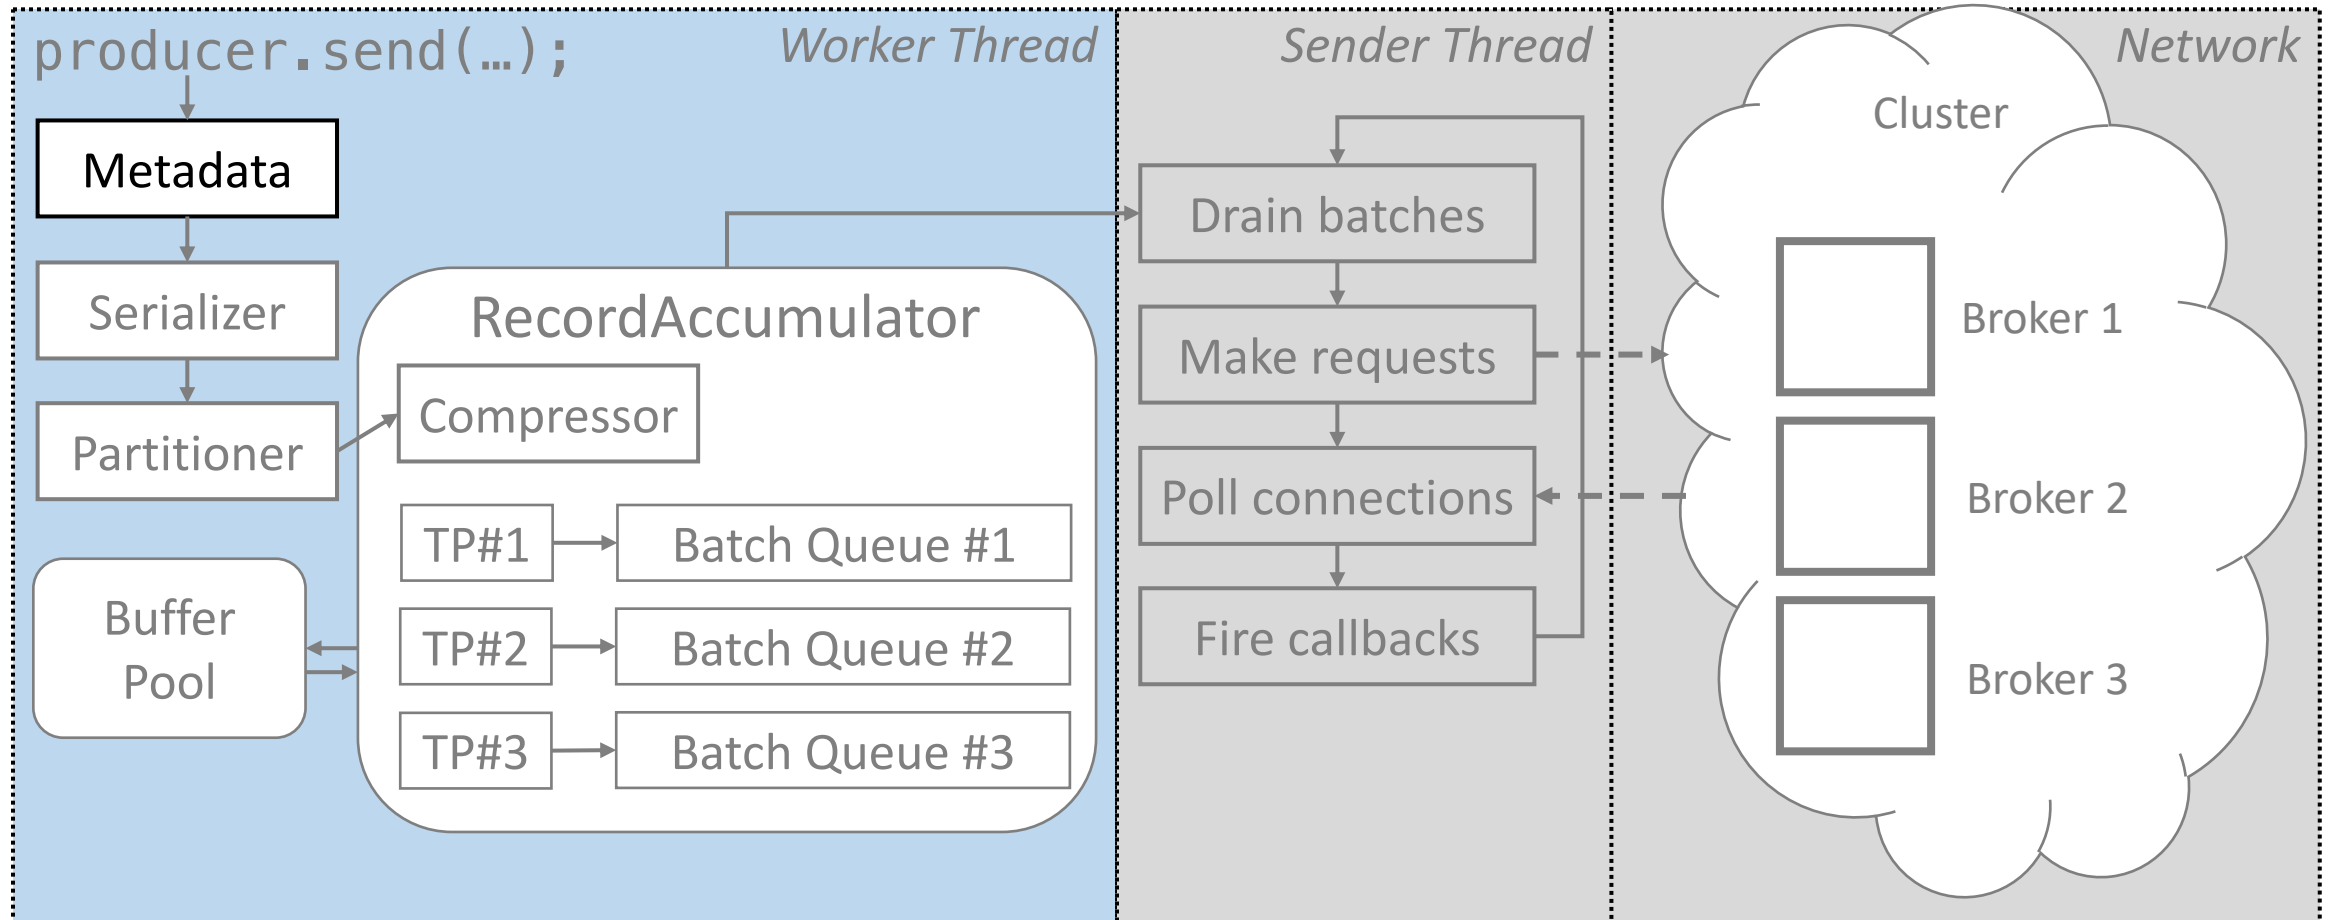 producer.send(…);
Worker Thread
Metadata
Serializer
Partitioner
Buffer
Pool
RecordAccumulator
Compressor
TP#1
Batch Queue #1
TP#2
Batch Queue #2
TP#3
Batch Queue #3
Sender Thread
Drain batches
Make requests
Poll connections
Fire callbacks
Network
Cluster
Broker 1
Broker 2
Broker 3